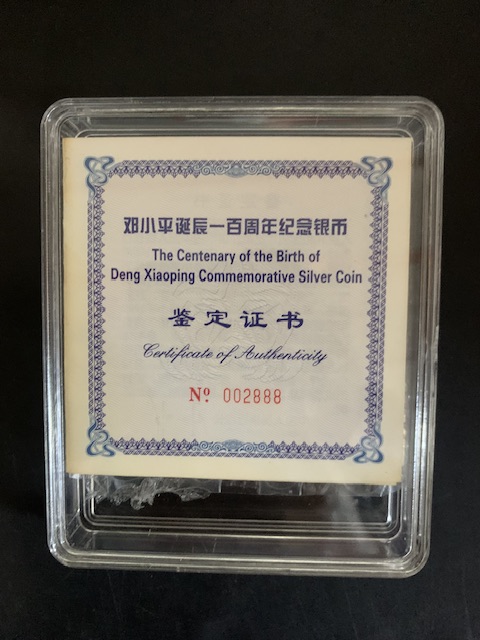 邓小平诞辰一百周年纪念银币
The Centenary of the Birth of
Deng Xiaoping Commemorative Silver Coin
鉴定证书
Certificate of Authenticity
Nº 002888